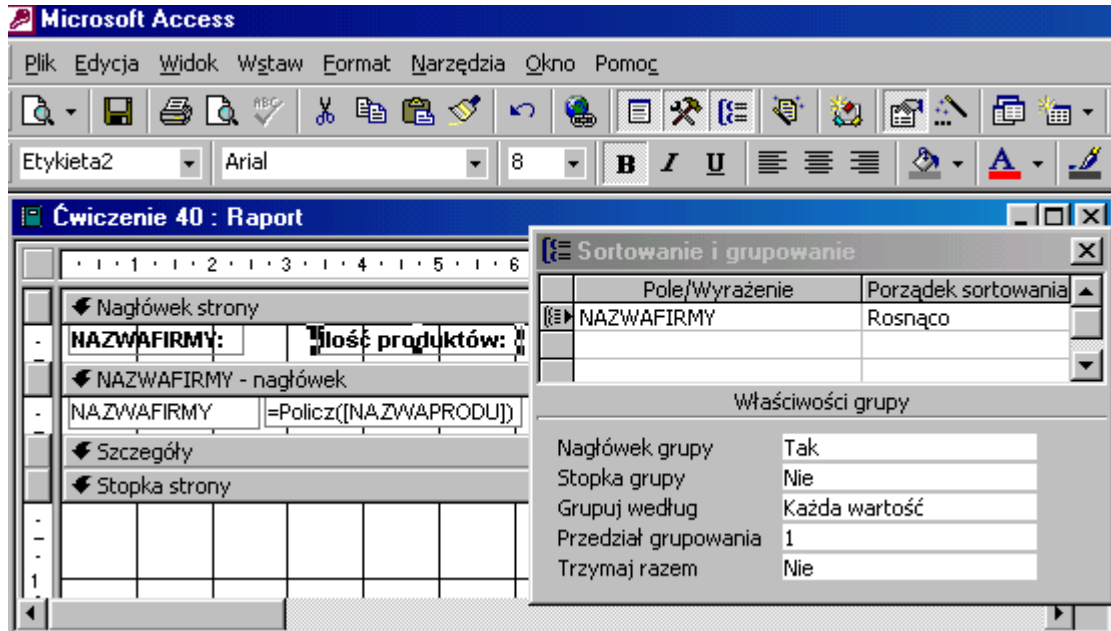 Microsoft Access
Plik Edycja Widok Wstaw Format Narzędzia Okno Pomoc
ABC
Etykieta2 Arial 8 B I U A
Ćwiczenie 40 : Raport
1 2 3 4 5 6
Nagłówek strony
NAZWAFIRMY: Ilość produktów:
NAZWAFIRMY - nagłówek
NAZWAFIRMY =Policz([NAZWAPRODU])
Szczegóły
Stopka strony
1
Sortowanie i grupowanie
Pole/Wyrażenie Porządek sortowania
NAZWAFIRMY Rosnąco
Właściwości grupy
Nagłówek grupy Tak
Stopka grupy Nie
Grupuj według Każda wartość
Przedział grupowania 1
Trzymaj razem Nie